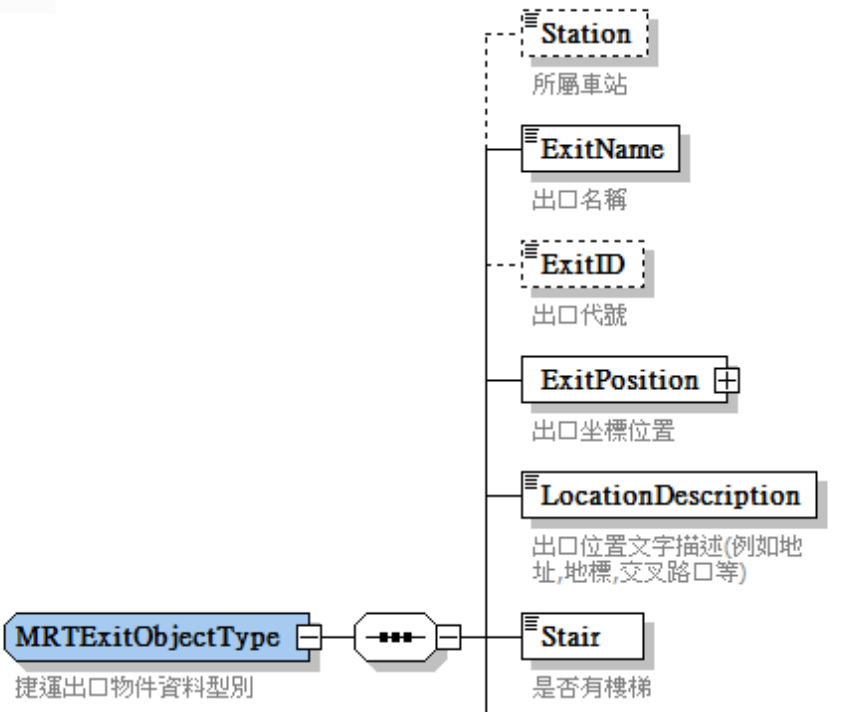 Station
所屬車站
ExitName
出口名稱
ExitID
出口代號
ExitPosition
出口坐標位置
LocationDescription
出口位置文字描述(例如地
址,地標,交叉路口等)
MRTExitObjectType
捷運出口物件資料型別
Stair
是否有樓梯